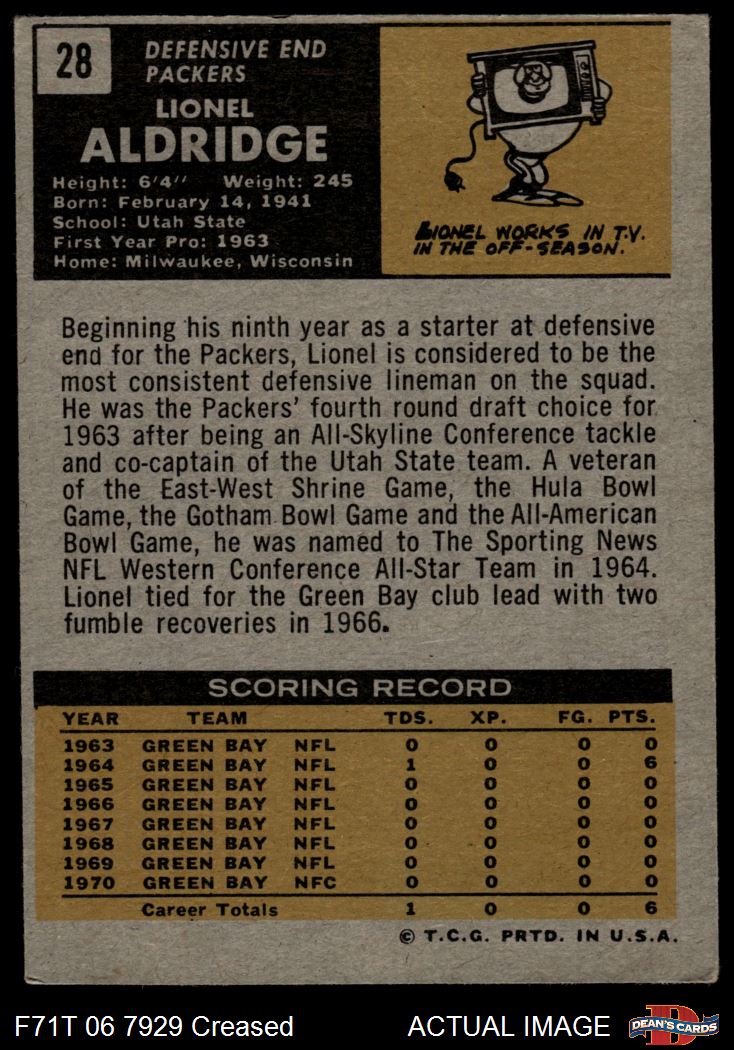 28
DEFENSIVE END
PACKERS
LIONEL
ALDRIDGE
Height: 6'4" Weight: 245
Born: February 14, 1941
School: Utah State
First Year Pro: 1963
Home: Milwaukee, Wisconsin
LIONEL WORKS IN T.V.
IN THE OFF-SEASON.
Beginning his ninth year as a starter at defensive
end for the Packers, Lionel is considered to be the
most consistent defensive lineman on the squad.
He was the Packers' fourth round draft choice for
1963 after being an All-Skyline Conference tackle
and co-captain of the Utah State team. A veteran
of the East-West Shrine Game, the Hula Bowl
Game, the Gotham Bowl Game and the All-American
Bowl Game, he was named to The Sporting News
NFL Western Conference All-Star Team in 1964.
Lionel tied for the Green Bay club lead with two
fumble recoveries in 1966.
SCORING RECORD
YEAR TEAM TDS. XP. FG. PTS.
1963 GREEN BAY NFL 0 0 0 0
1964 GREEN BAY NFL 1 0 0 6
1965 GREEN BAY NFL 0 0 0 0
1966 GREEN BAY NFL 0 0 0 0
1967 GREEN BAY NFL 0 0 0 0
1968 GREEN BAY NFL 0 0 0 0
1969 GREEN BAY NFL 0 0 0 0
1970 GREEN BAY NFC 0 0 0 0
Career Totals 1 0 0 6
© T.C.G. PRTD. IN U.S.A.
F71T 06 7929 Creased ACTUAL IMAGE
D
DEAN'S CARDS